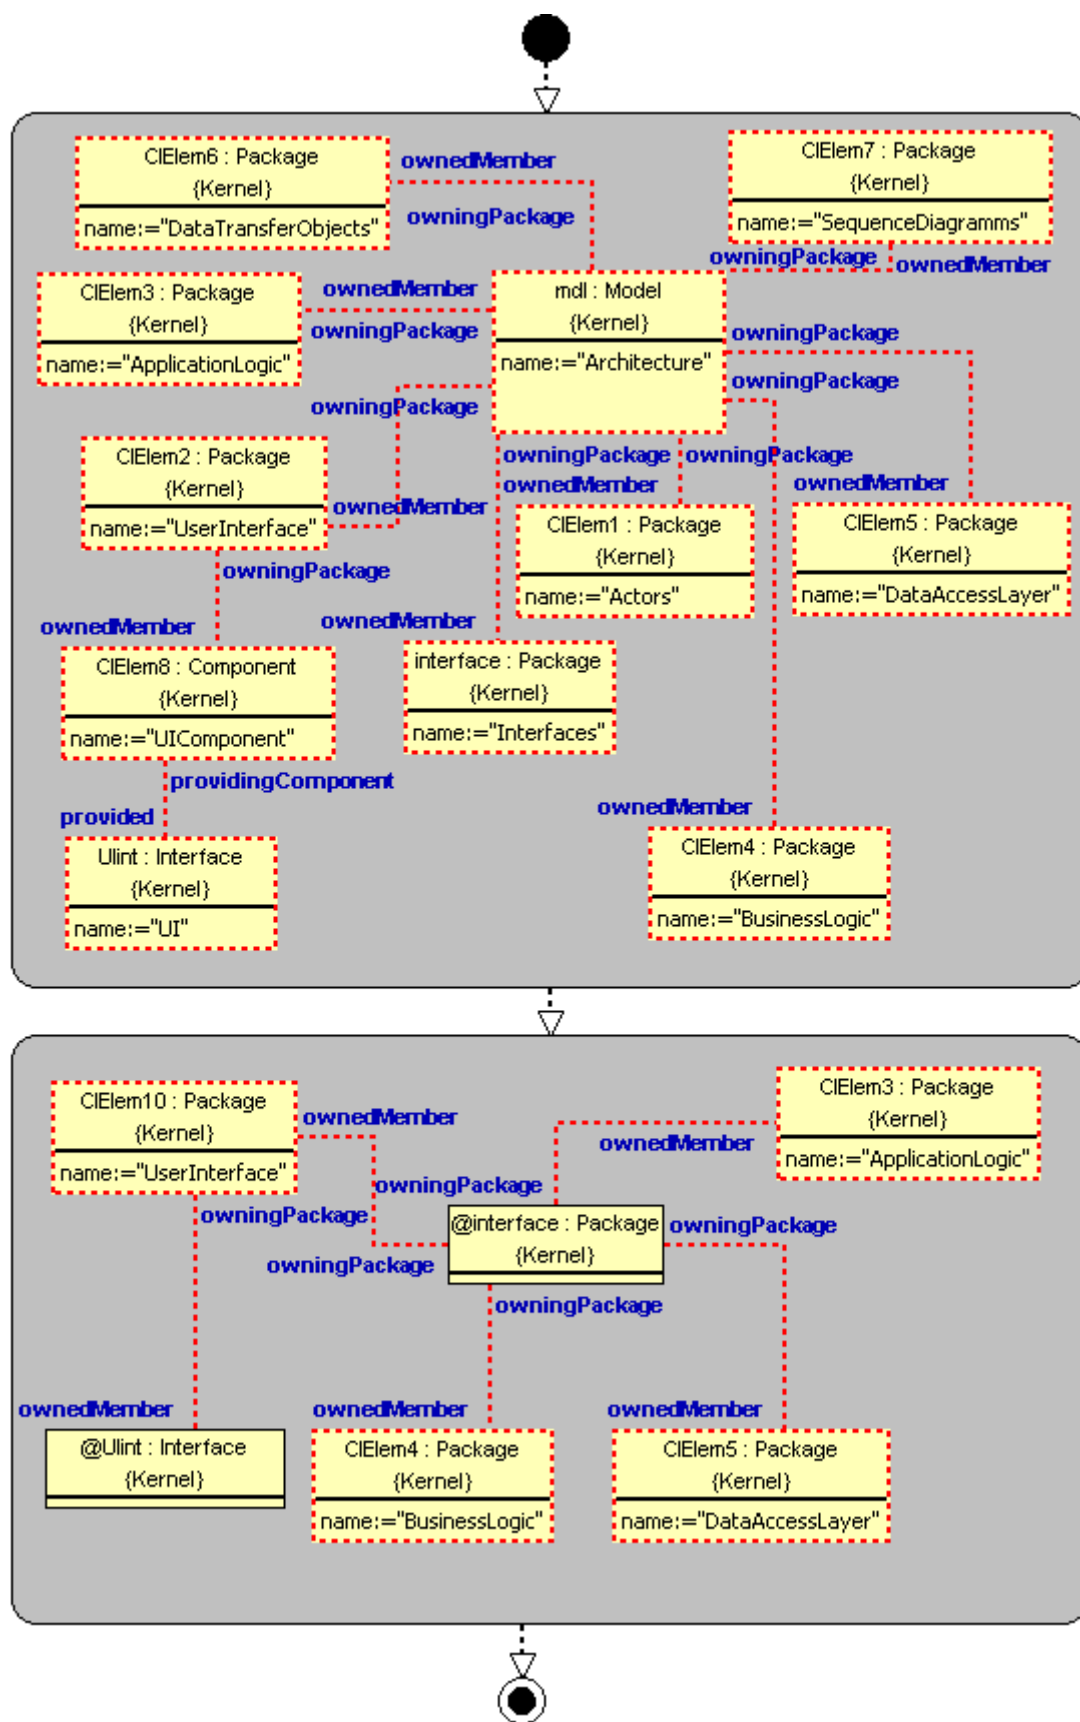 ClElem6 : Package
{Kernel}
name:="DataTransferObjects"
ownedMember
owningPackage
ClElem7 : Package
{Kernel}
name:="SequenceDiagramms"
owningPackage
ownedMember
ClElem3 : Package
{Kernel}
name:="ApplicationLogic"
ownedMember
owningPackage
mdl : Model
{Kernel}
name:="Architecture"
owningPackage
owningPackage
owningPackage
ClElem2 : Package
{Kernel}
name:="UserInterface"
ownedMember
owningPackage
owningPackage
ownedMember
ownedMember
ClElem1 : Package
{Kernel}
name:="Actors"
ClElem5 : Package
{Kernel}
name:="DataAccessLayer"
owningPackage
ownedMember
ownedMember
ClElem8 : Component
{Kernel}
name:="UIComponent"
interface : Package
{Kernel}
name:="Interfaces"
providingComponent
provided
UIint : Interface
{Kernel}
name:="UI"
ownedMember
ClElem4 : Package
{Kernel}
name:="BusinessLogic"
ClElem10 : Package
{Kernel}
name:="UserInterface"
ownedMember
owningPackage
ClElem3 : Package
{Kernel}
name:="ApplicationLogic"
ownedMember
owningPackage
@interface : Package
{Kernel}
owningPackage
owningPackage
owningPackage
ownedMember
@UIint : Interface
{Kernel}
ownedMember
ClElem4 : Package
{Kernel}
name:="BusinessLogic"
ownedMember
ClElem5 : Package
{Kernel}
name:="DataAccessLayer"